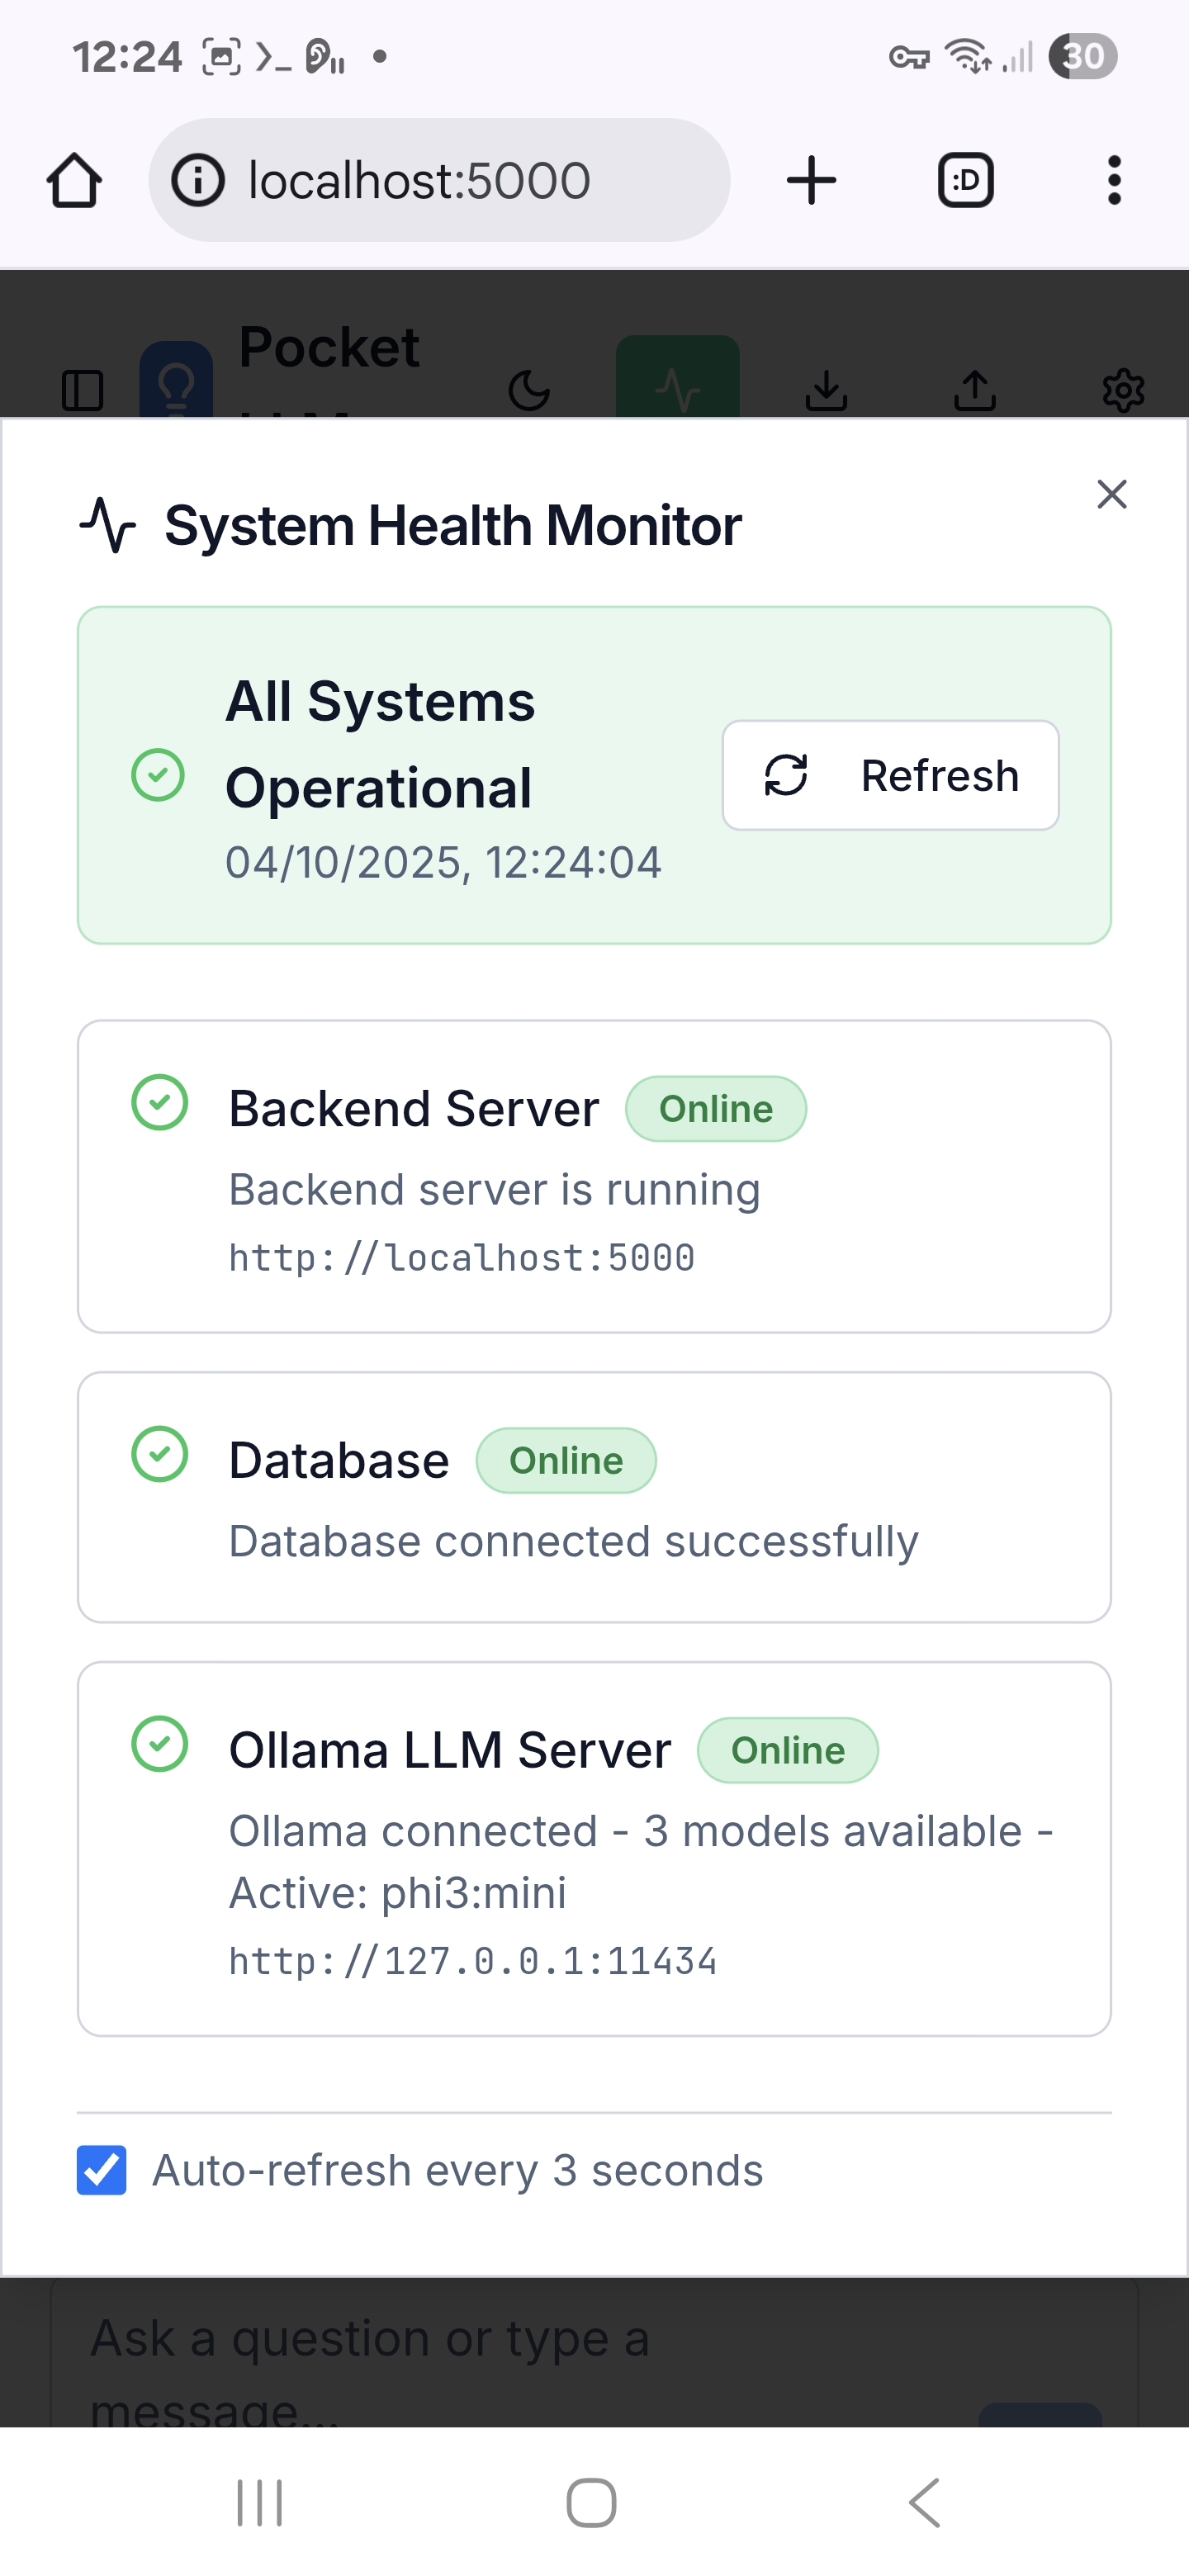 12:24
30
localhost:5000
:D
Pocket
LLM
System Health Monitor
All Systems
Operational
04/10/2025, 12:24:04
Refresh
Backend Server
Online
Backend server is running
http://localhost:5000
Database
Online
Database connected successfully
Ollama LLM Server
Online
Ollama connected - 3 models available -
Active: phi3:mini
http://127.0.0.1:11434
Auto-refresh every 3 seconds
Ask a question or type a
message...